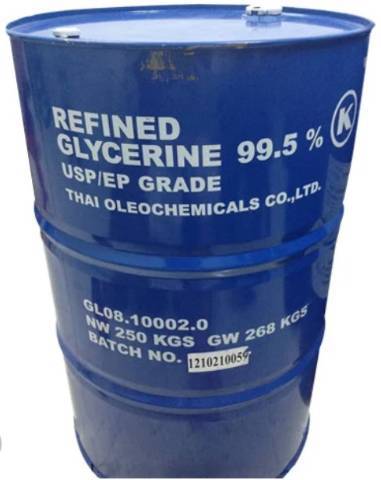 REFINED
GLYCERINE 99.5 % K
USP/EP GRADE
THAI OLEOCHEMICALS CO.,LTD.
GL08.10002.0
NW 250 KGS GW 268 KGS
BATCH NO. 1210210059